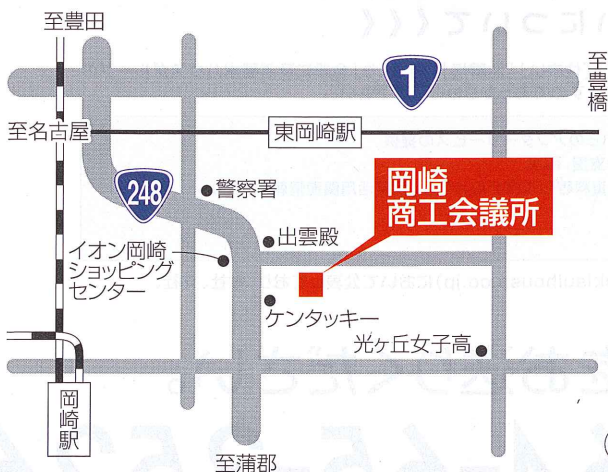 至豊田
1
至豊橋
至名古屋
東岡崎駅
248
警察署
岡崎
商工会議所
出雲殿
イオン岡崎
ショッピング
センター
ケンタッキー
光ヶ丘女子高
岡崎駅
至蒲郡